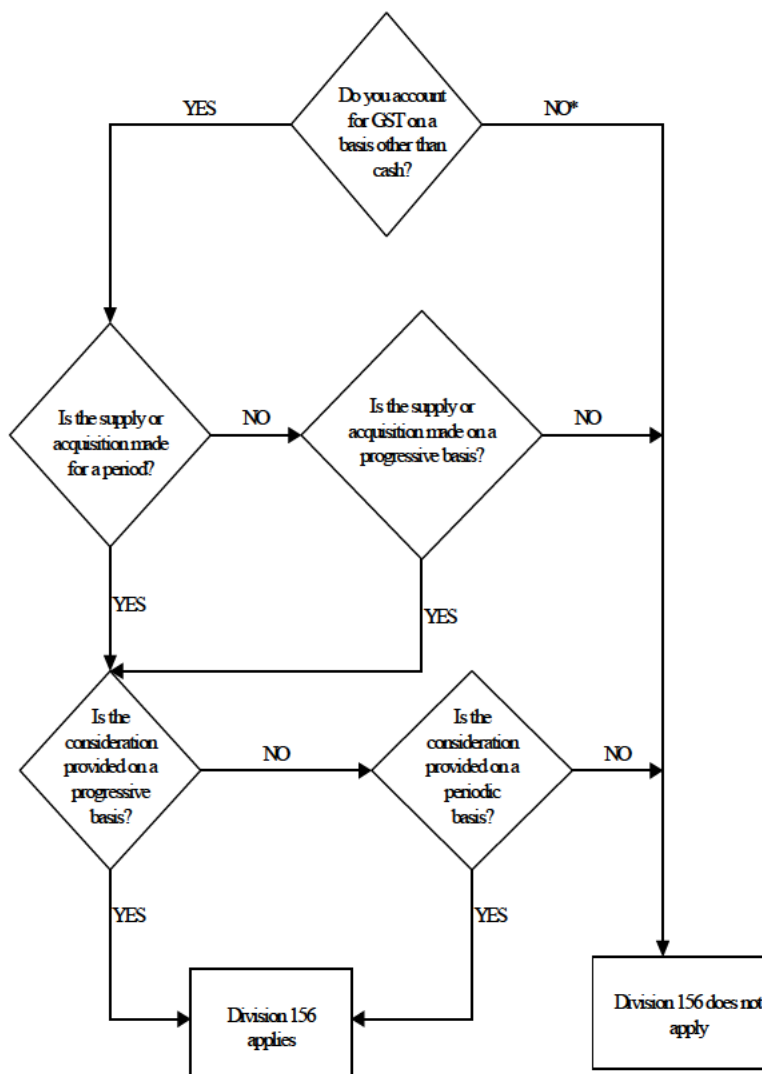 Do you account
for GST on a
basis other than
cash?
YES
NO*
Is the supply or
acquisition made
for a period?
NO
Is the supply or
acquisition made on a
progressive basis?
NO
YES
YES
Is the
consideration
provided on a
progressive
basis?
NO
Is the
consideration
provided on a
periodic
basis?
NO
YES
YES
Division 156
applies
Division 156 does not
apply